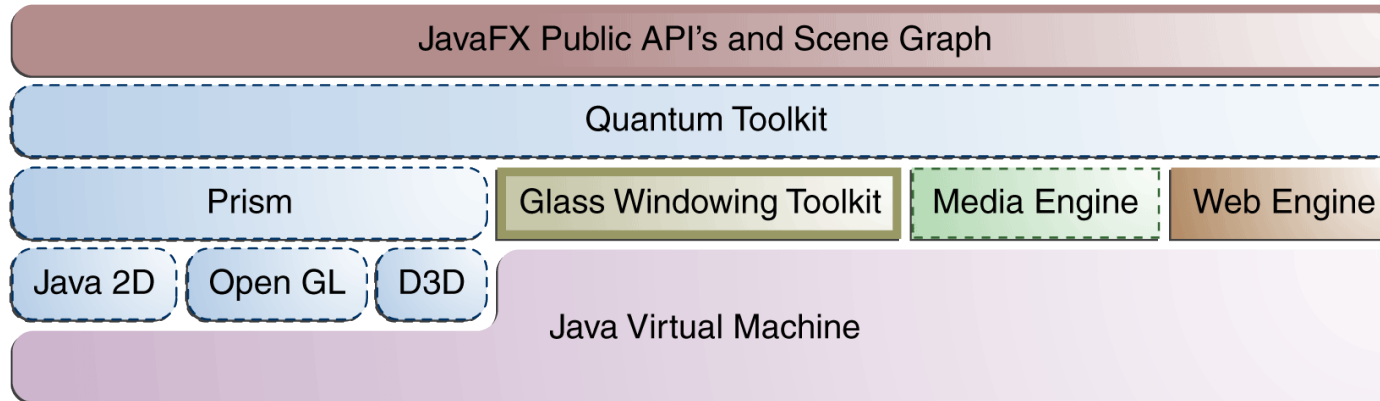 JavaFX Public API's and Scene Graph
Quantum Toolkit
Prism
Glass Windowing Toolkit
Media Engine
Web Engine
Java 2D
Open GL
D3D
Java Virtual Machine